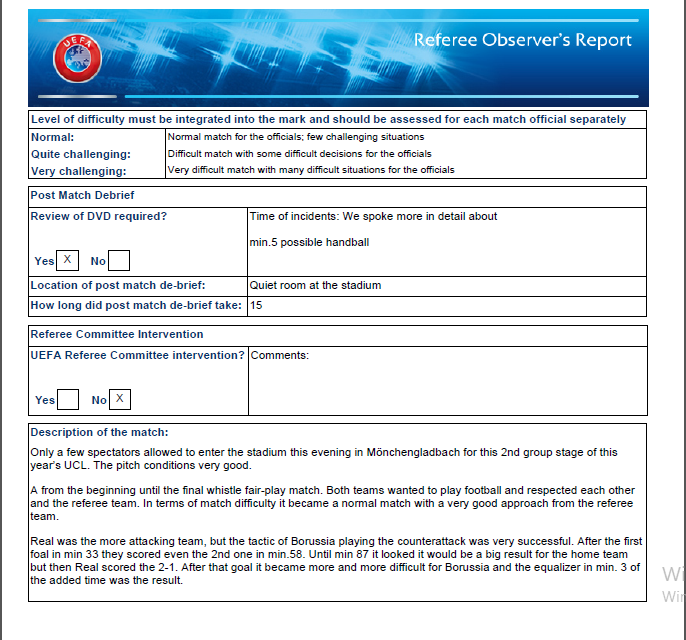 UEFA
Referee Observer's Report
Level of difficulty must be integrated into the mark and should be assessed for each match official separately
Normal: Normal match for the officials; few challenging situations
Quite challenging: Difficult match with some difficult decisions for the officials
Very challenging: Very difficult match with many difficult situations for the officials
Post Match Debrief
Review of DVD required? Time of incidents: We spoke more in detail about
min.5 possible handball
Yes X No
Location of post match de-brief: Quiet room at the stadium
How long did post match de-brief take: 15
Referee Committee Intervention
UEFA Referee Committee intervention? Comments:
Yes No X
Description of the match:
Only a few spectators allowed to enter the stadium this evening in Mönchengladbach for this 2nd group stage of this
year's UCL. The pitch conditions very good.
A from the beginning until the final whistle fair-play match. Both teams wanted to play football and respected each other
and the referee team. In terms of match difficulty it became a normal match with a very good approach from the referee
team.
Real was the more attacking team, but the tactic of Borussia playing the counterattack was very successful. After the first
foal in min 33 they scored even the 2nd one in min.58. Until min 87 it looked it would be a big result for the home team
but then Real scored the 2-1. After that goal it became more and more difficult for Borussia and the equalizer in min. 3 of
the added time was the result.